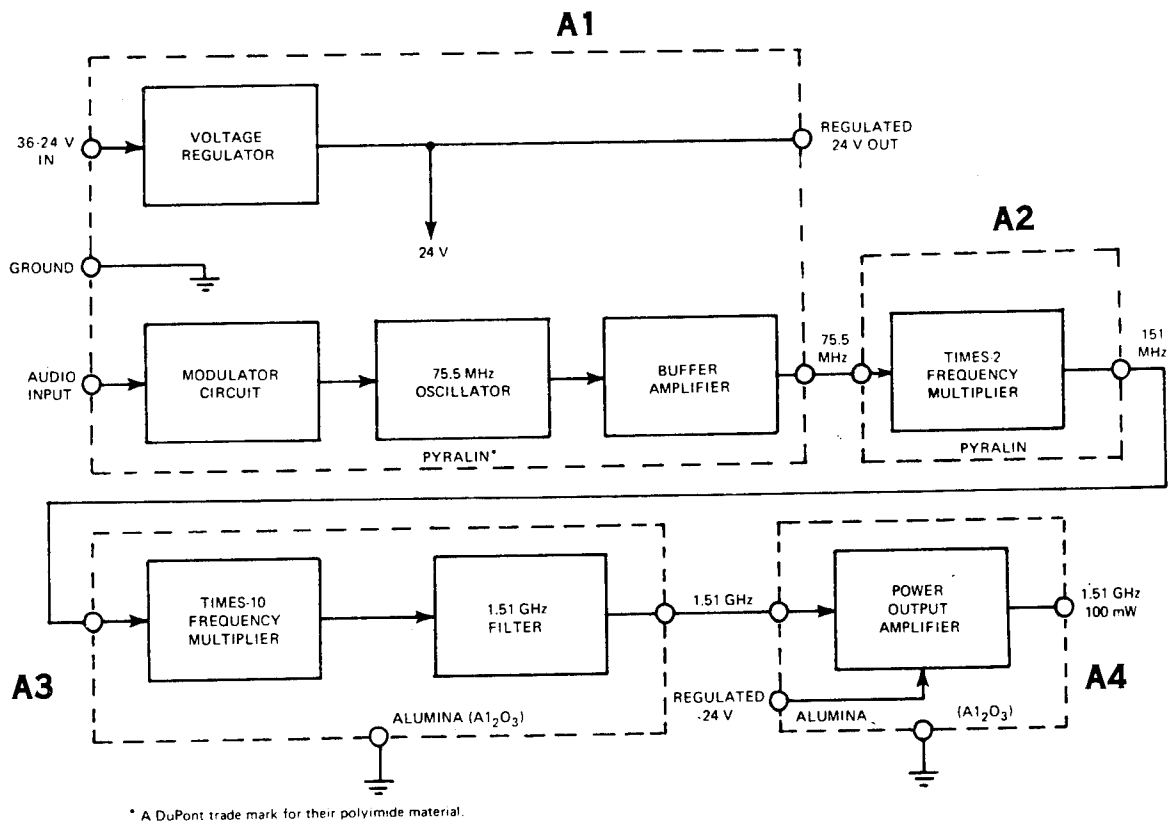 A1
36-24 V
IN
VOLTAGE
REGULATOR
REGULATED
24 V OUT
24 V
GROUND
A2
AUDIO
INPUT
MODULATOR
CIRCUIT
75.5 MHz
OSCILLATOR
BUFFER
AMPLIFIER
75.5
MHz
TIMES-2
FREQUENCY
MULTIPLIER
151
MHz
PYRALIN*
PYRALIN
TIMES-10
FREQUENCY
MULTIPLIER
1.51 GHz
FILTER
1.51 GHz
POWER
OUTPUT
AMPLIFIER
1.51 GHz
100 mW
A3
A4
REGULATED
-24 V
ALUMINA (A1₂O₃)
ALUMINA (A1₂O₃)
* A DuPont trade mark for their polyimide material.